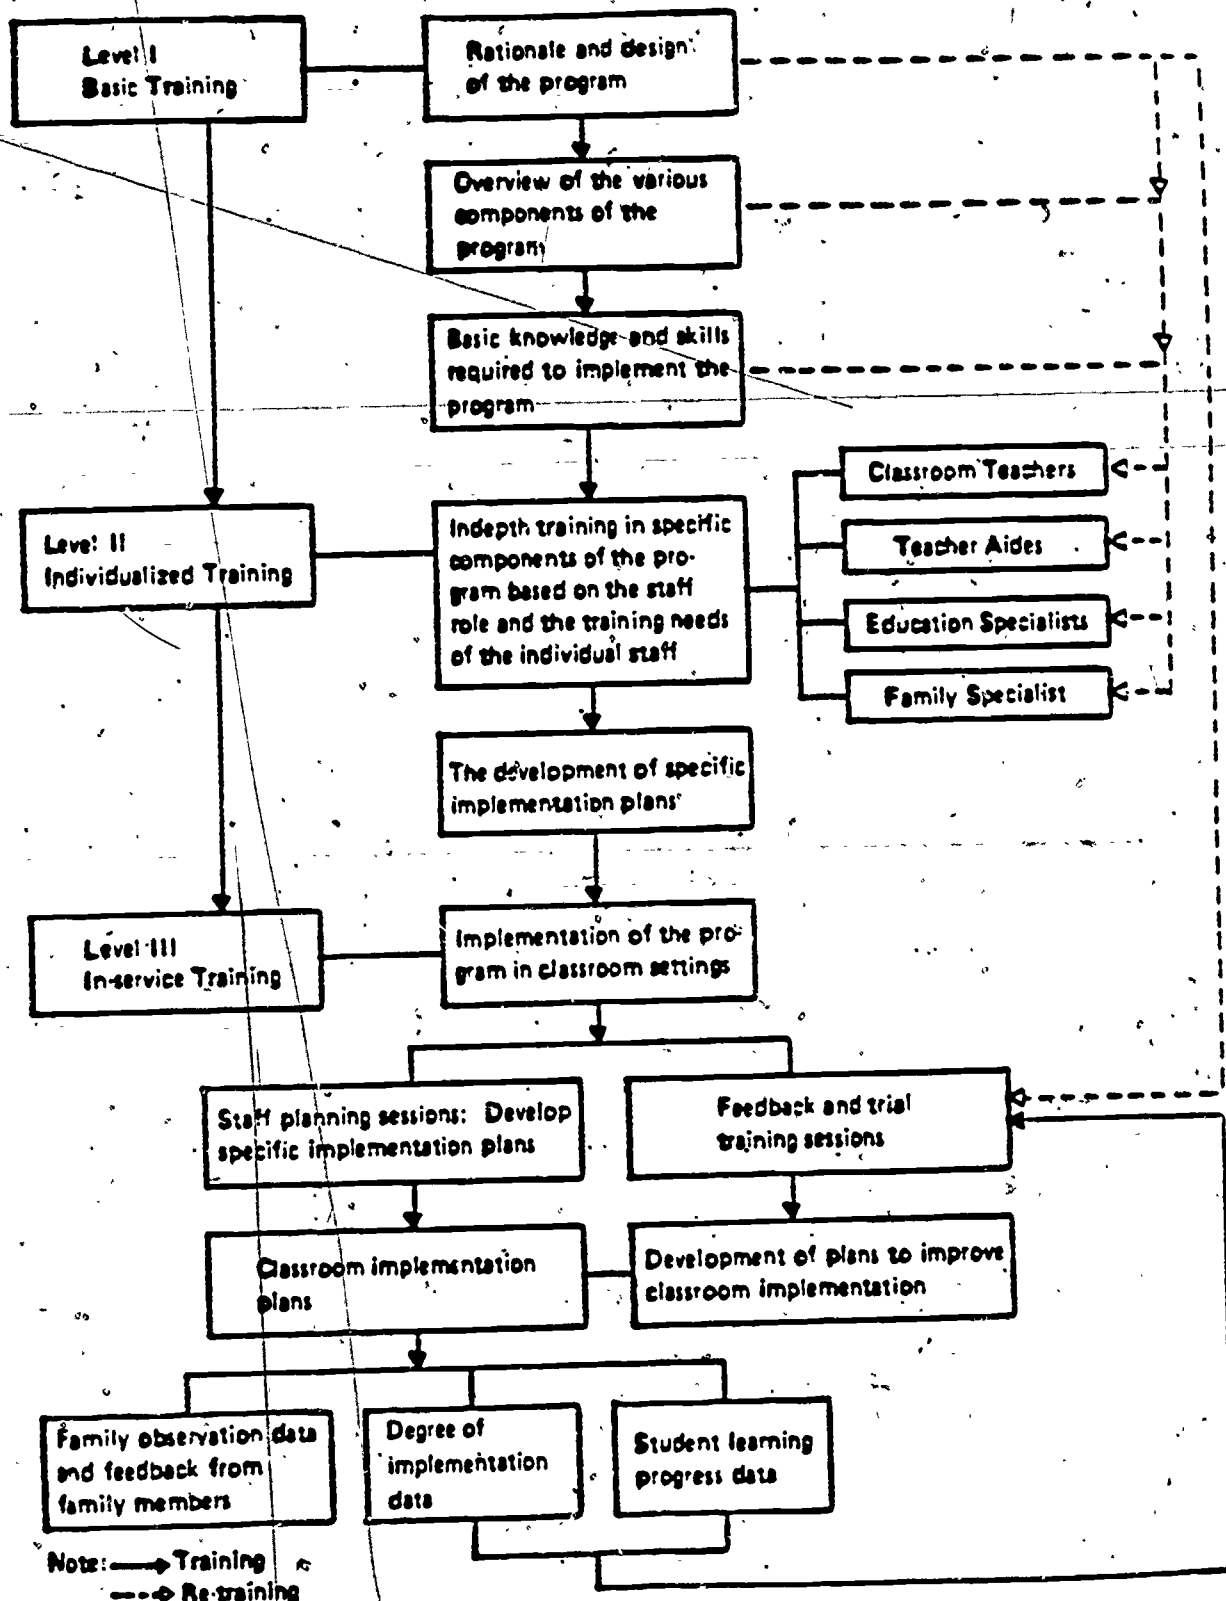 Level I
Basic Training
Rationale and design
of the program
Overview of the various
components of the
program
Basic knowledge and skills
required to implement the
program
Level II
Individualized Training
Indepth training in specific
components of the pro-
gram based on the staff
role and the training needs
of the individual staff
Classroom Teachers
Teacher Aides
Education Specialists
Family Specialist
The development of specific
implementation plans
Level III
In-service Training
Implementation of the pro-
gram in classroom settings
Staff planning sessions: Develop
specific implementation plans
Feedback and trial
training sessions
Classroom implementation
plans
Development of plans to improve
classroom implementation
Family observation data
and feedback from
family members
Degree of
implementation
data
Student learning
progress data
Note: Training
Re-training